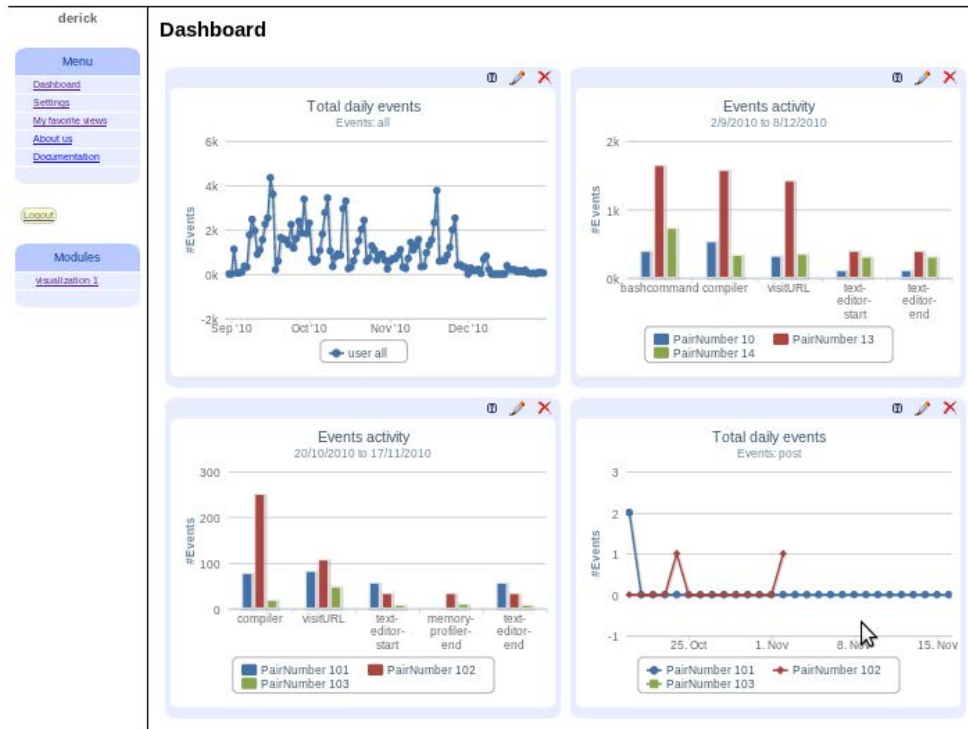 derick
Menu
Dashboard
Settings
My favorite views
About us
Documentation
Logout
Modules
visualization 1
Dashboard
Total daily events
Events: all
#Events
6k
4k
2k
0k
-2k
Sep '10 Oct '10 Nov '10 Dec '10
user all
Events activity
2/9/2010 to 8/12/2010
#Events
2k
1k
0k
bashcommand compiler visitURL text-editor-start text-editor-end
PairNumber 10 PairNumber 13
PairNumber 14
Events activity
20/10/2010 to 17/11/2010
#Events
300
200
100
0
compiler visitURL text-editor-start memory-profiler-end text-editor-end
PairNumber 101 PairNumber 102
PairNumber 103
Total daily events
Events: post
#Events
3
2
1
0
-1
25. Oct 1. Nov 8. Nov 15. Nov
PairNumber 101 PairNumber 102
PairNumber 103